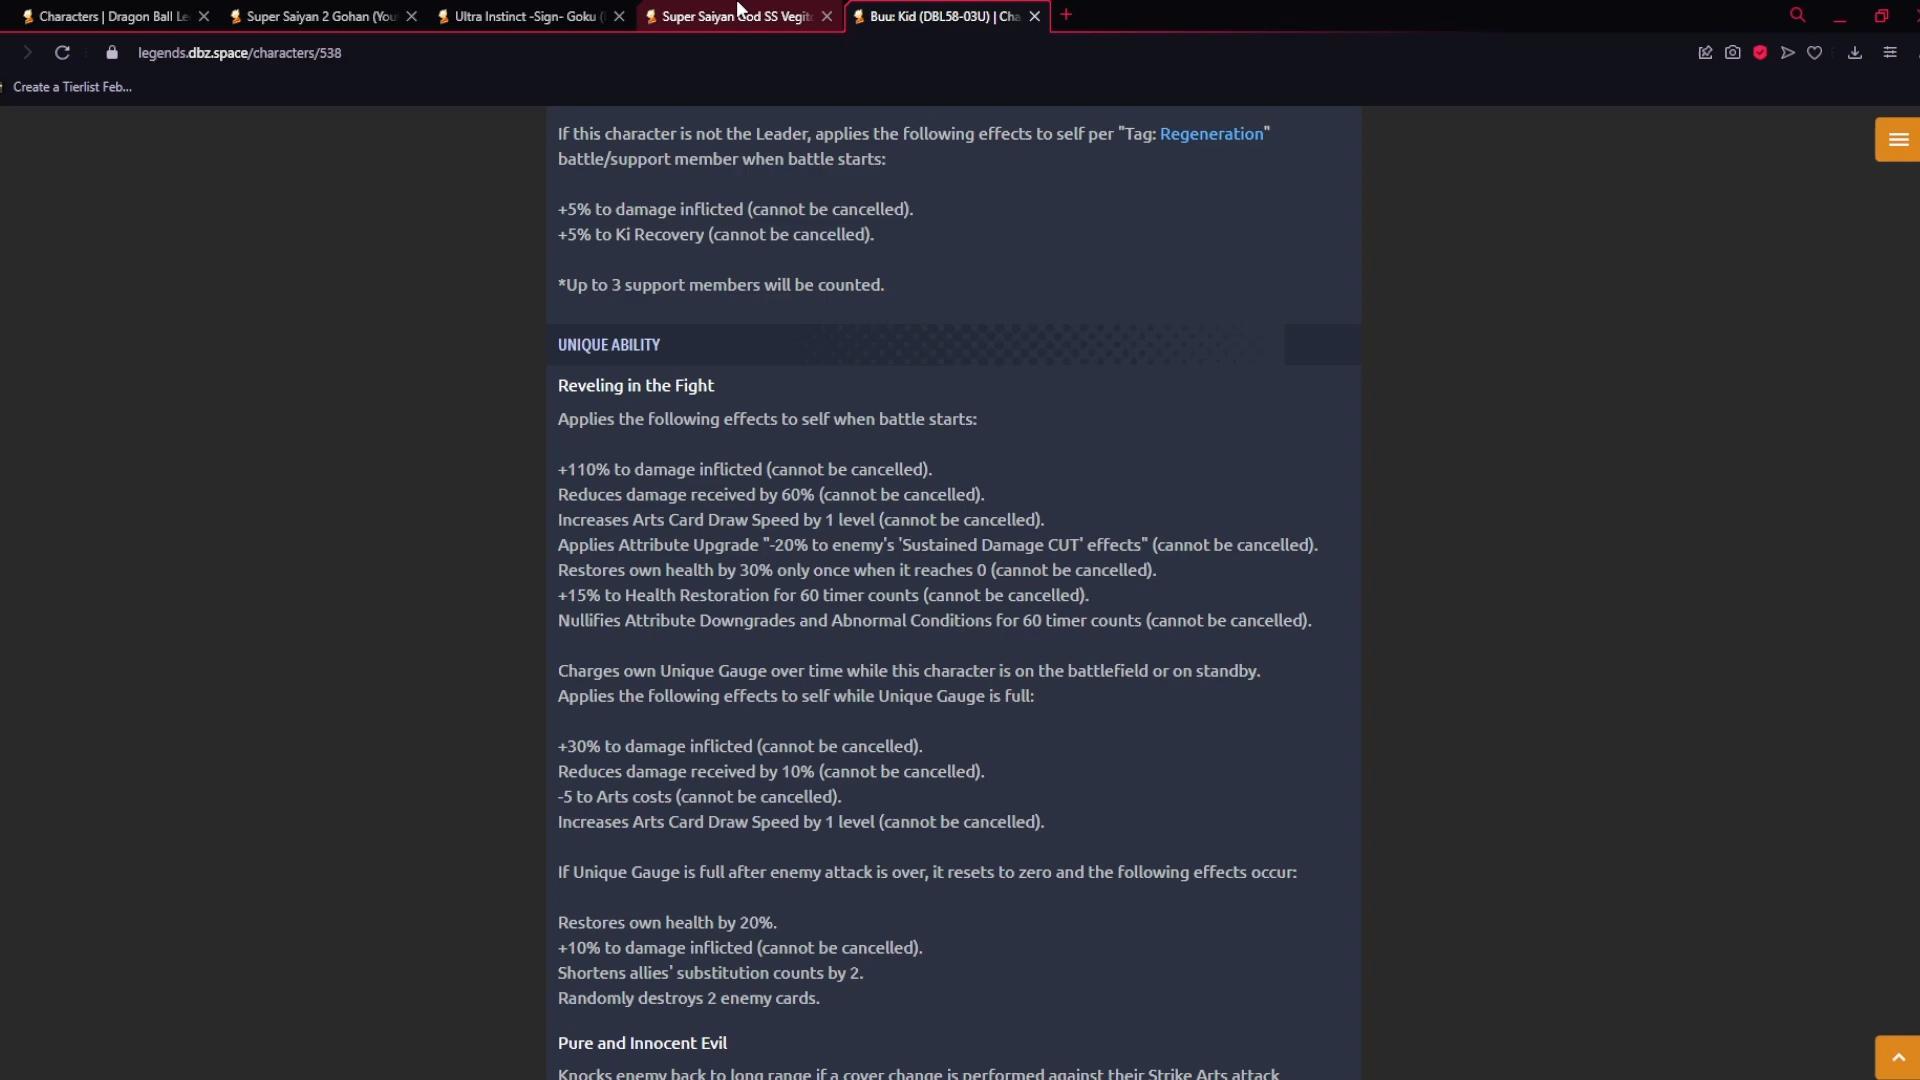 Characters | Dragon Ball Le
Super Saiyan 2 Gohan (You
Ultra Instinct -Sign- Goku (
Super Saiyan God SS Vegit
Buu: Kid (DBL58-03U) | Cha
legends.dbz.space/characters/538
Create a Tierlist Feb...
If this character is not the Leader, applies the following effects to self per "Tag: Regeneration"
battle/support member when battle starts:
+5% to damage inflicted (cannot be cancelled).
+5% to Ki Recovery (cannot be cancelled).
*Up to 3 support members will be counted.
UNIQUE ABILITY
Reveling in the Fight
Applies the following effects to self when battle starts:
+110% to damage inflicted (cannot be cancelled).
Reduces damage received by 60% (cannot be cancelled).
Increases Arts Card Draw Speed by 1 level (cannot be cancelled).
Applies Attribute Upgrade "-20% to enemy's 'Sustained Damage CUT' effects" (cannot be cancelled).
Restores own health by 30% only once when it reaches 0 (cannot be cancelled).
+15% to Health Restoration for 60 timer counts (cannot be cancelled).
Nullifies Attribute Downgrades and Abnormal Conditions for 60 timer counts (cannot be cancelled).
Charges own Unique Gauge over time while this character is on the battlefield or on standby.
Applies the following effects to self while Unique Gauge is full:
+30% to damage inflicted (cannot be cancelled).
Reduces damage received by 10% (cannot be cancelled).
-5 to Arts costs (cannot be cancelled).
Increases Arts Card Draw Speed by 1 level (cannot be cancelled).
If Unique Gauge is full after enemy attack is over, it resets to zero and the following effects occur:
Restores own health by 20%.
+10% to damage inflicted (cannot be cancelled).
Shortens allies' substitution counts by 2.
Randomly destroys 2 enemy cards.
Pure and Innocent Evil
Knocks enemy back to long range if a cover change is performed against their Strike Arts attack